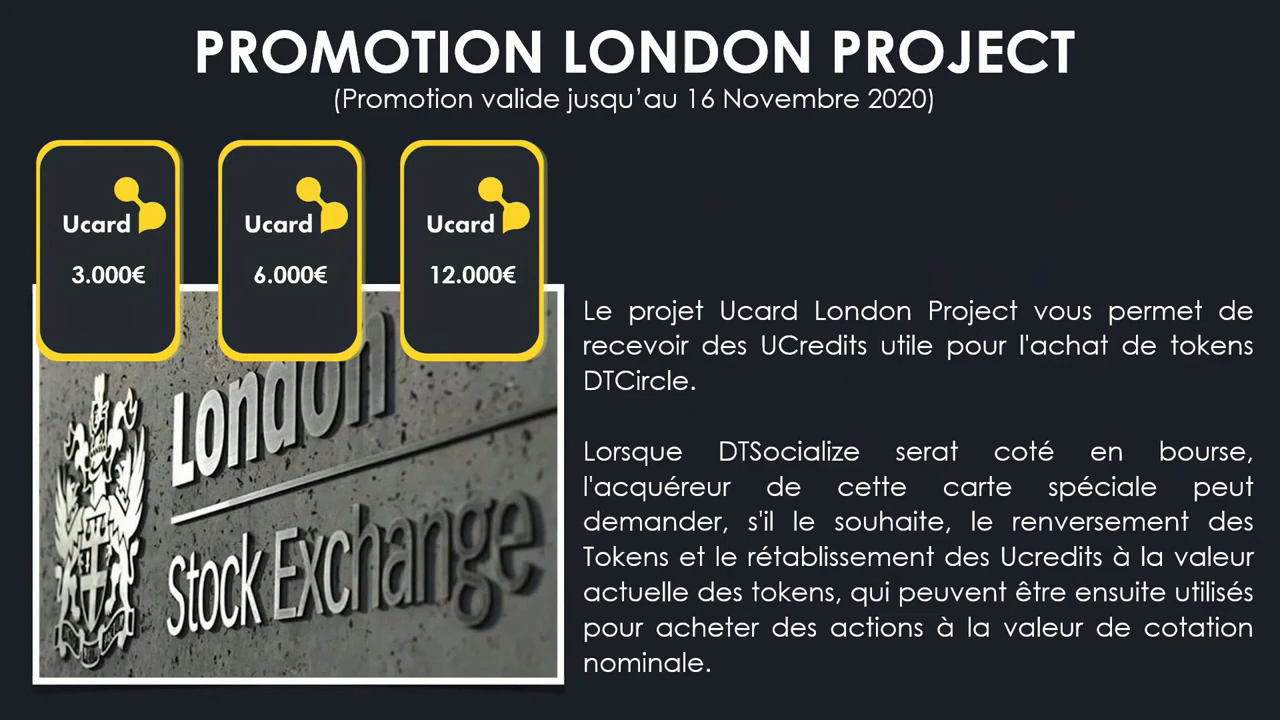 PROMOTION LONDON PROJECT
(Promotion valide jusqu’au 16 Novembre 2020)
Ucard
3.000€
Ucard
6.000€
Ucard
12.000€
London
Stock Exchange
Le projet Ucard London Project vous permet de
recevoir des UCredits utile pour l'achat de tokens
DTCircle.
Lorsque DTSocialize serat coté en bourse,
l'acquéreur de cette carte spéciale peut
demander, s'il le souhaite, le renversement des
Tokens et le rétablissement des Ucredits à la valeur
actuelle des tokens, qui peuvent être ensuite utilisés
pour acheter des actions à la valeur de cotation
nominale.